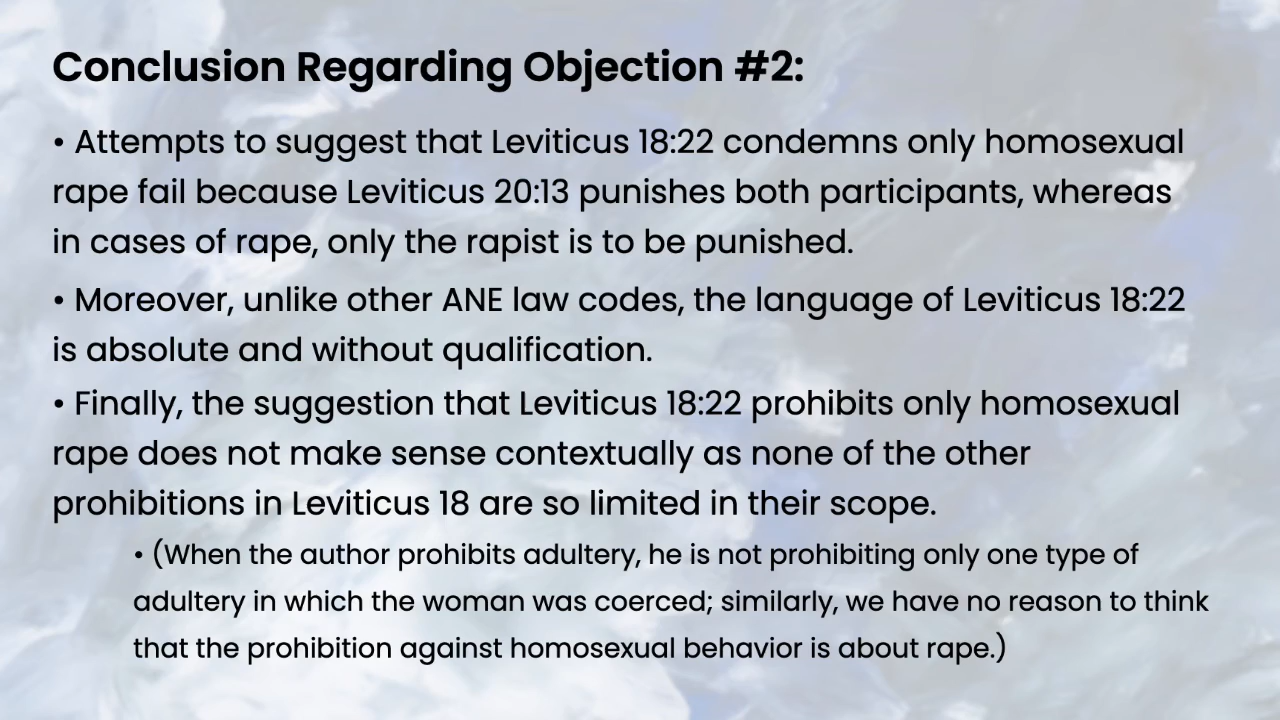 Conclusion Regarding Objection #2:
• Attempts to suggest that Leviticus 18:22 condemns only homosexual
rape fail because Leviticus 20:13 punishes both participants, whereas
in cases of rape, only the rapist is to be punished.
• Moreover, unlike other ANE law codes, the language of Leviticus 18:22
is absolute and without qualification.
• Finally, the suggestion that Leviticus 18:22 prohibits only homosexual
rape does not make sense contextually as none of the other
prohibitions in Leviticus 18 are so limited in their scope.
• (When the author prohibits adultery, he is not prohibiting only one type of
adultery in which the woman was coerced; similarly, we have no reason to think
that the prohibition against homosexual behavior is about rape.)